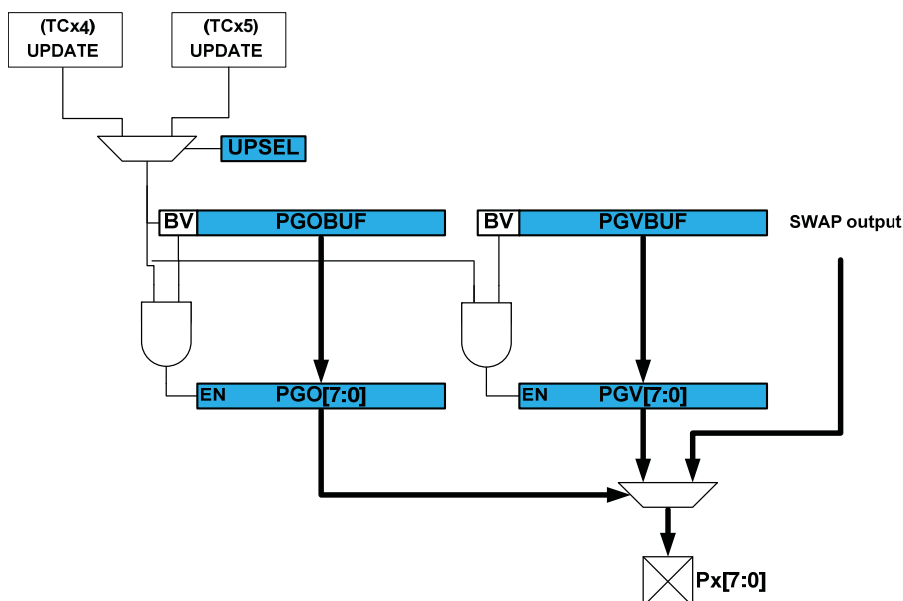 (TCx4)
UPDATE
(TCx5)
UPDATE
UPSEL
BV
PGOBUF
BV
PGVBUF
SWAP output
EN
PGO[7:0]
EN
PGV[7:0]
Px[7:0]